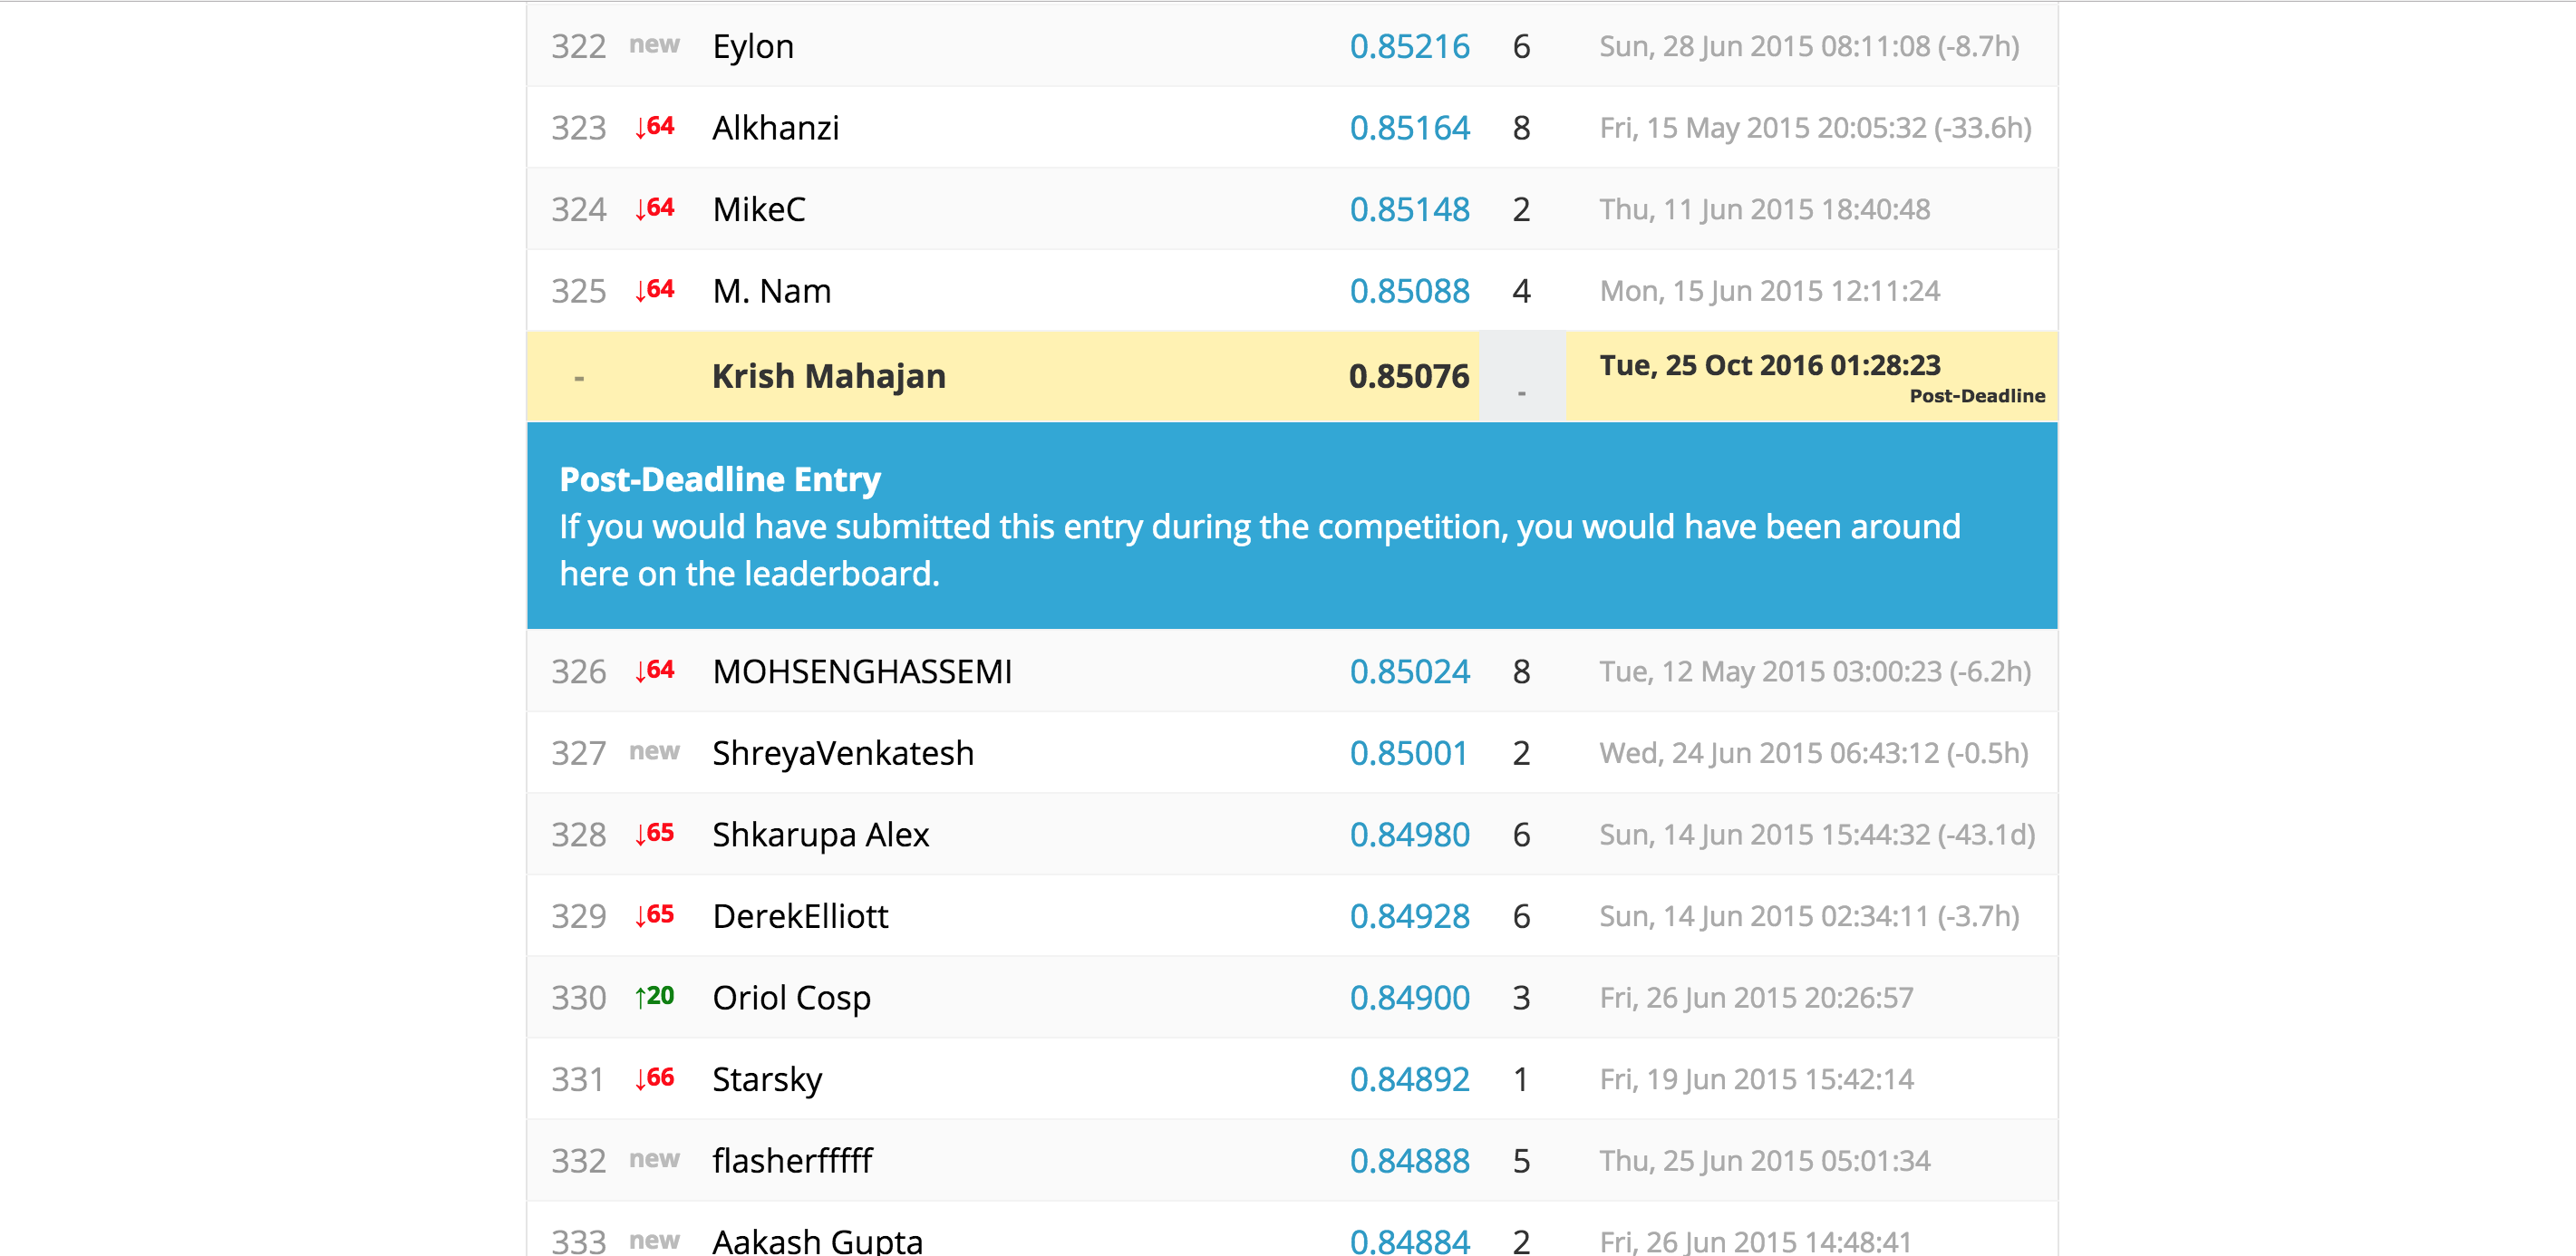 322 new Eylon 0.85216 6 Sun, 28 Jun 2015 08:11:08 (-8.7h)
323 ↓64 Alkhanzi 0.85164 8 Fri, 15 May 2015 20:05:32 (-33.6h)
324 ↓64 MikeC 0.85148 2 Thu, 11 Jun 2015 18:40:48
325 ↓64 M. Nam 0.85088 4 Mon, 15 Jun 2015 12:11:24
- Krish Mahajan 0.85076 - Tue, 25 Oct 2016 01:28:23
Post-Deadline
Post-Deadline Entry
If you would have submitted this entry during the competition, you would have been around
here on the leaderboard.
326 ↓64 MOHSENGHASSEMI 0.85024 8 Tue, 12 May 2015 03:00:23 (-6.2h)
327 new ShreyaVenkatesh 0.85001 2 Wed, 24 Jun 2015 06:43:12 (-0.5h)
328 ↓65 Shkarupa Alex 0.84980 6 Sun, 14 Jun 2015 15:44:32 (-43.1d)
329 ↓65 DerekElliott 0.84928 6 Sun, 14 Jun 2015 02:34:11 (-3.7h)
330 ↑20 Oriol Cosp 0.84900 3 Fri, 26 Jun 2015 20:26:57
331 ↓66 Starsky 0.84892 1 Fri, 19 Jun 2015 15:42:14
332 new flasherfffff 0.84888 5 Thu, 25 Jun 2015 05:01:34
333 new Aakash Gupta 0.84884 2 Fri, 26 Jun 2015 14:48:41